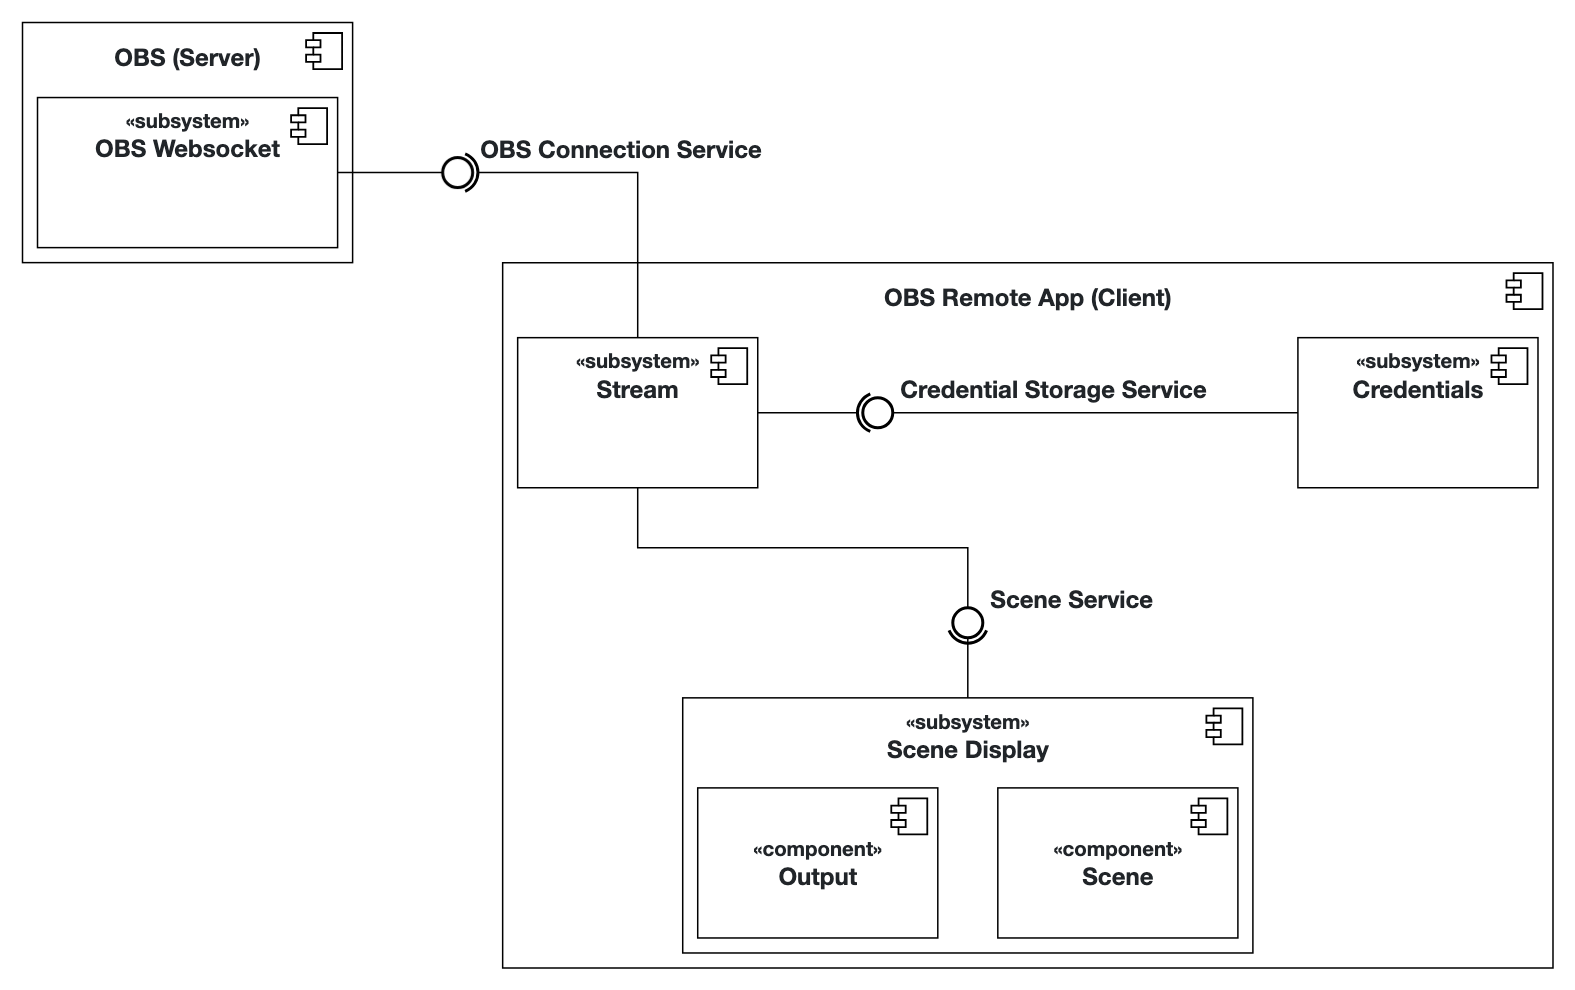 OBS (Server)
«subsystem»
OBS Websocket
OBS Connection Service
OBS Remote App (Client)
«subsystem»
Stream
Credential Storage Service
«subsystem»
Credentials
Scene Service
«subsystem»
Scene Display
«component»
Output
«component»
Scene